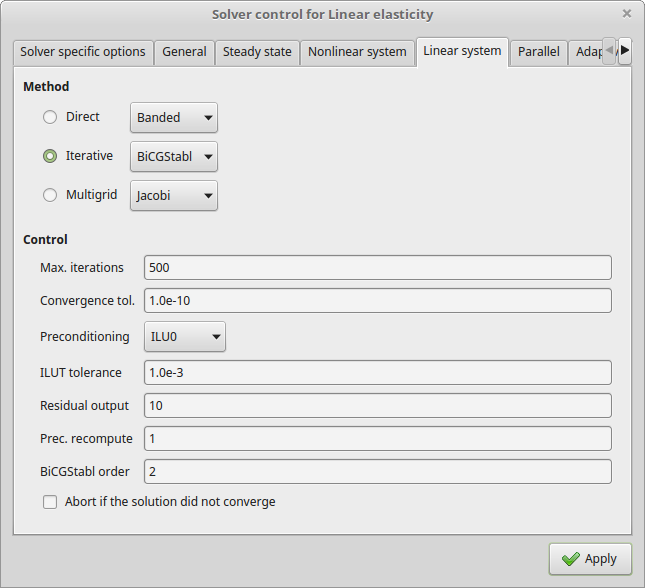 Solver control for Linear elasticity
Solver specific options General Steady state Nonlinear system Linear system Parallel
Method
Direct Banded
Iterative BiCGStabl
Multigrid Jacobi
Control
Max. iterations 500
Convergence tol. 1.0e-10
Preconditioning ILU0
ILUT tolerance 1.0e-3
Residual output 10
Prec. recompute 1
BiCGStabl order 2
Abort if the solution did not converge
Apply